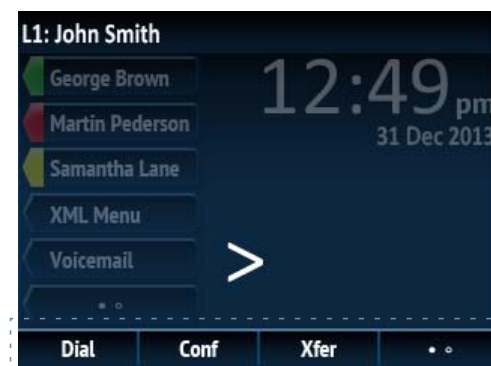 L1: John Smith
George Brown
12:49 pm
Martin Pederson
31 Dec 2013
Samantha Lane
XML Menu
Voicemail
>
Dial Conf Xfer